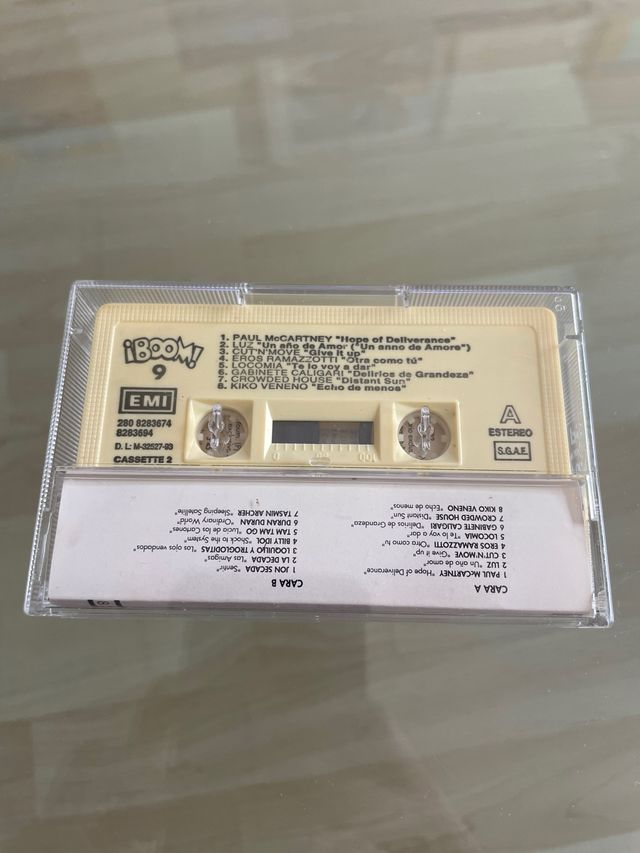 ¡BOOM!
9
EMI
280 8283674
8283694
D. L: M-32527-93
CASSETTE 2
1. PAUL McCARTNEY "Hope of Deliverance"
2. LUZ "Un año de Amor ("Un anno de Amore")
3. CUT'N'MOVE "Give it up"
4. EROS RAMAZZOTTI "Otra como tú"
5. LOCOMIA "Te lo voy a dar"
6. GABINETE CALIGARI "Delirios de Grandeza"
7. CROWDED HOUSE "Distant Sun"
8. KIKO VENENO "Echo de menos"
A
ESTEREO
S.G.A.E.
100 0
CARA A
1 PAUL McCARTNEY "Hope of Deliverance"
2 LUZ "Un año de amor"
3 CUT'N.MOVE "Give it up"
4 EROS RAMAZZOTTI "Otro como tu"
5 LOCOMIA "Te lo voy a dar"
6 GABINETE CALIGARI "Delirios de Grandeza"
7 CROWDED HOUSE "Distant Sun"
8 KIKO VENENO "Echo de menos"
CARA B
1 JON SECADA "Sentir"
2 LA DECADA "Los Amigos"
3 LOQUILLO Y TROGLODITAS "Los ojos vendados"
4 BILLY IDOL "Shock to the System"
5 TAM TAM GO "Lucia de los Cartones"
6 DURAN DURAN "Ordinary World"
7 TASMIN ARCHER "Sleeping Satellite"